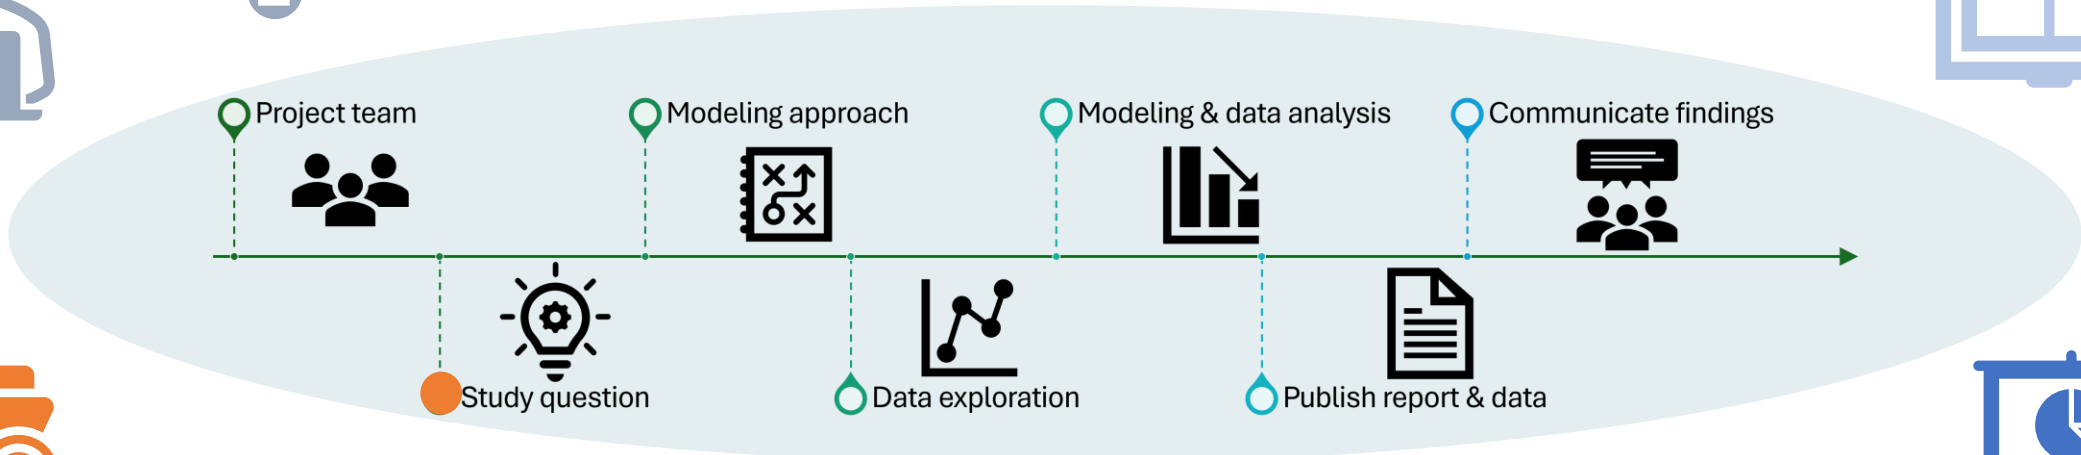 Project team
Modeling approach
Modeling & data analysis
Communicate findings
Study question
Data exploration
Publish report & data